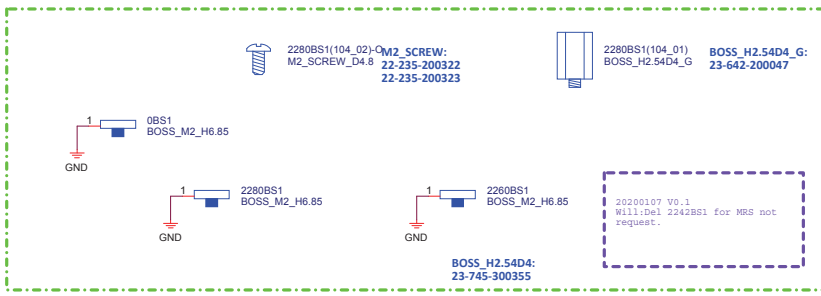 2280BS1(104_02)-O
M2_SCREW_D4.8
M2_SCREW:
22-235-200322
22-235-200323
2280BS1(104_01)
BOSS_H2.54D4_G
BOSS_H2.54D4_G:
23-642-200047
1
0BS1
BOSS_M2_H6.85
GND
1
2280BS1
BOSS_M2_H6.85
GND
1
2260BS1
BOSS_M2_H6.85
GND
20200107 V0.1
Will:Del 2242BS1 for MRS not
request.
BOSS_H2.54D4:
23-745-300355